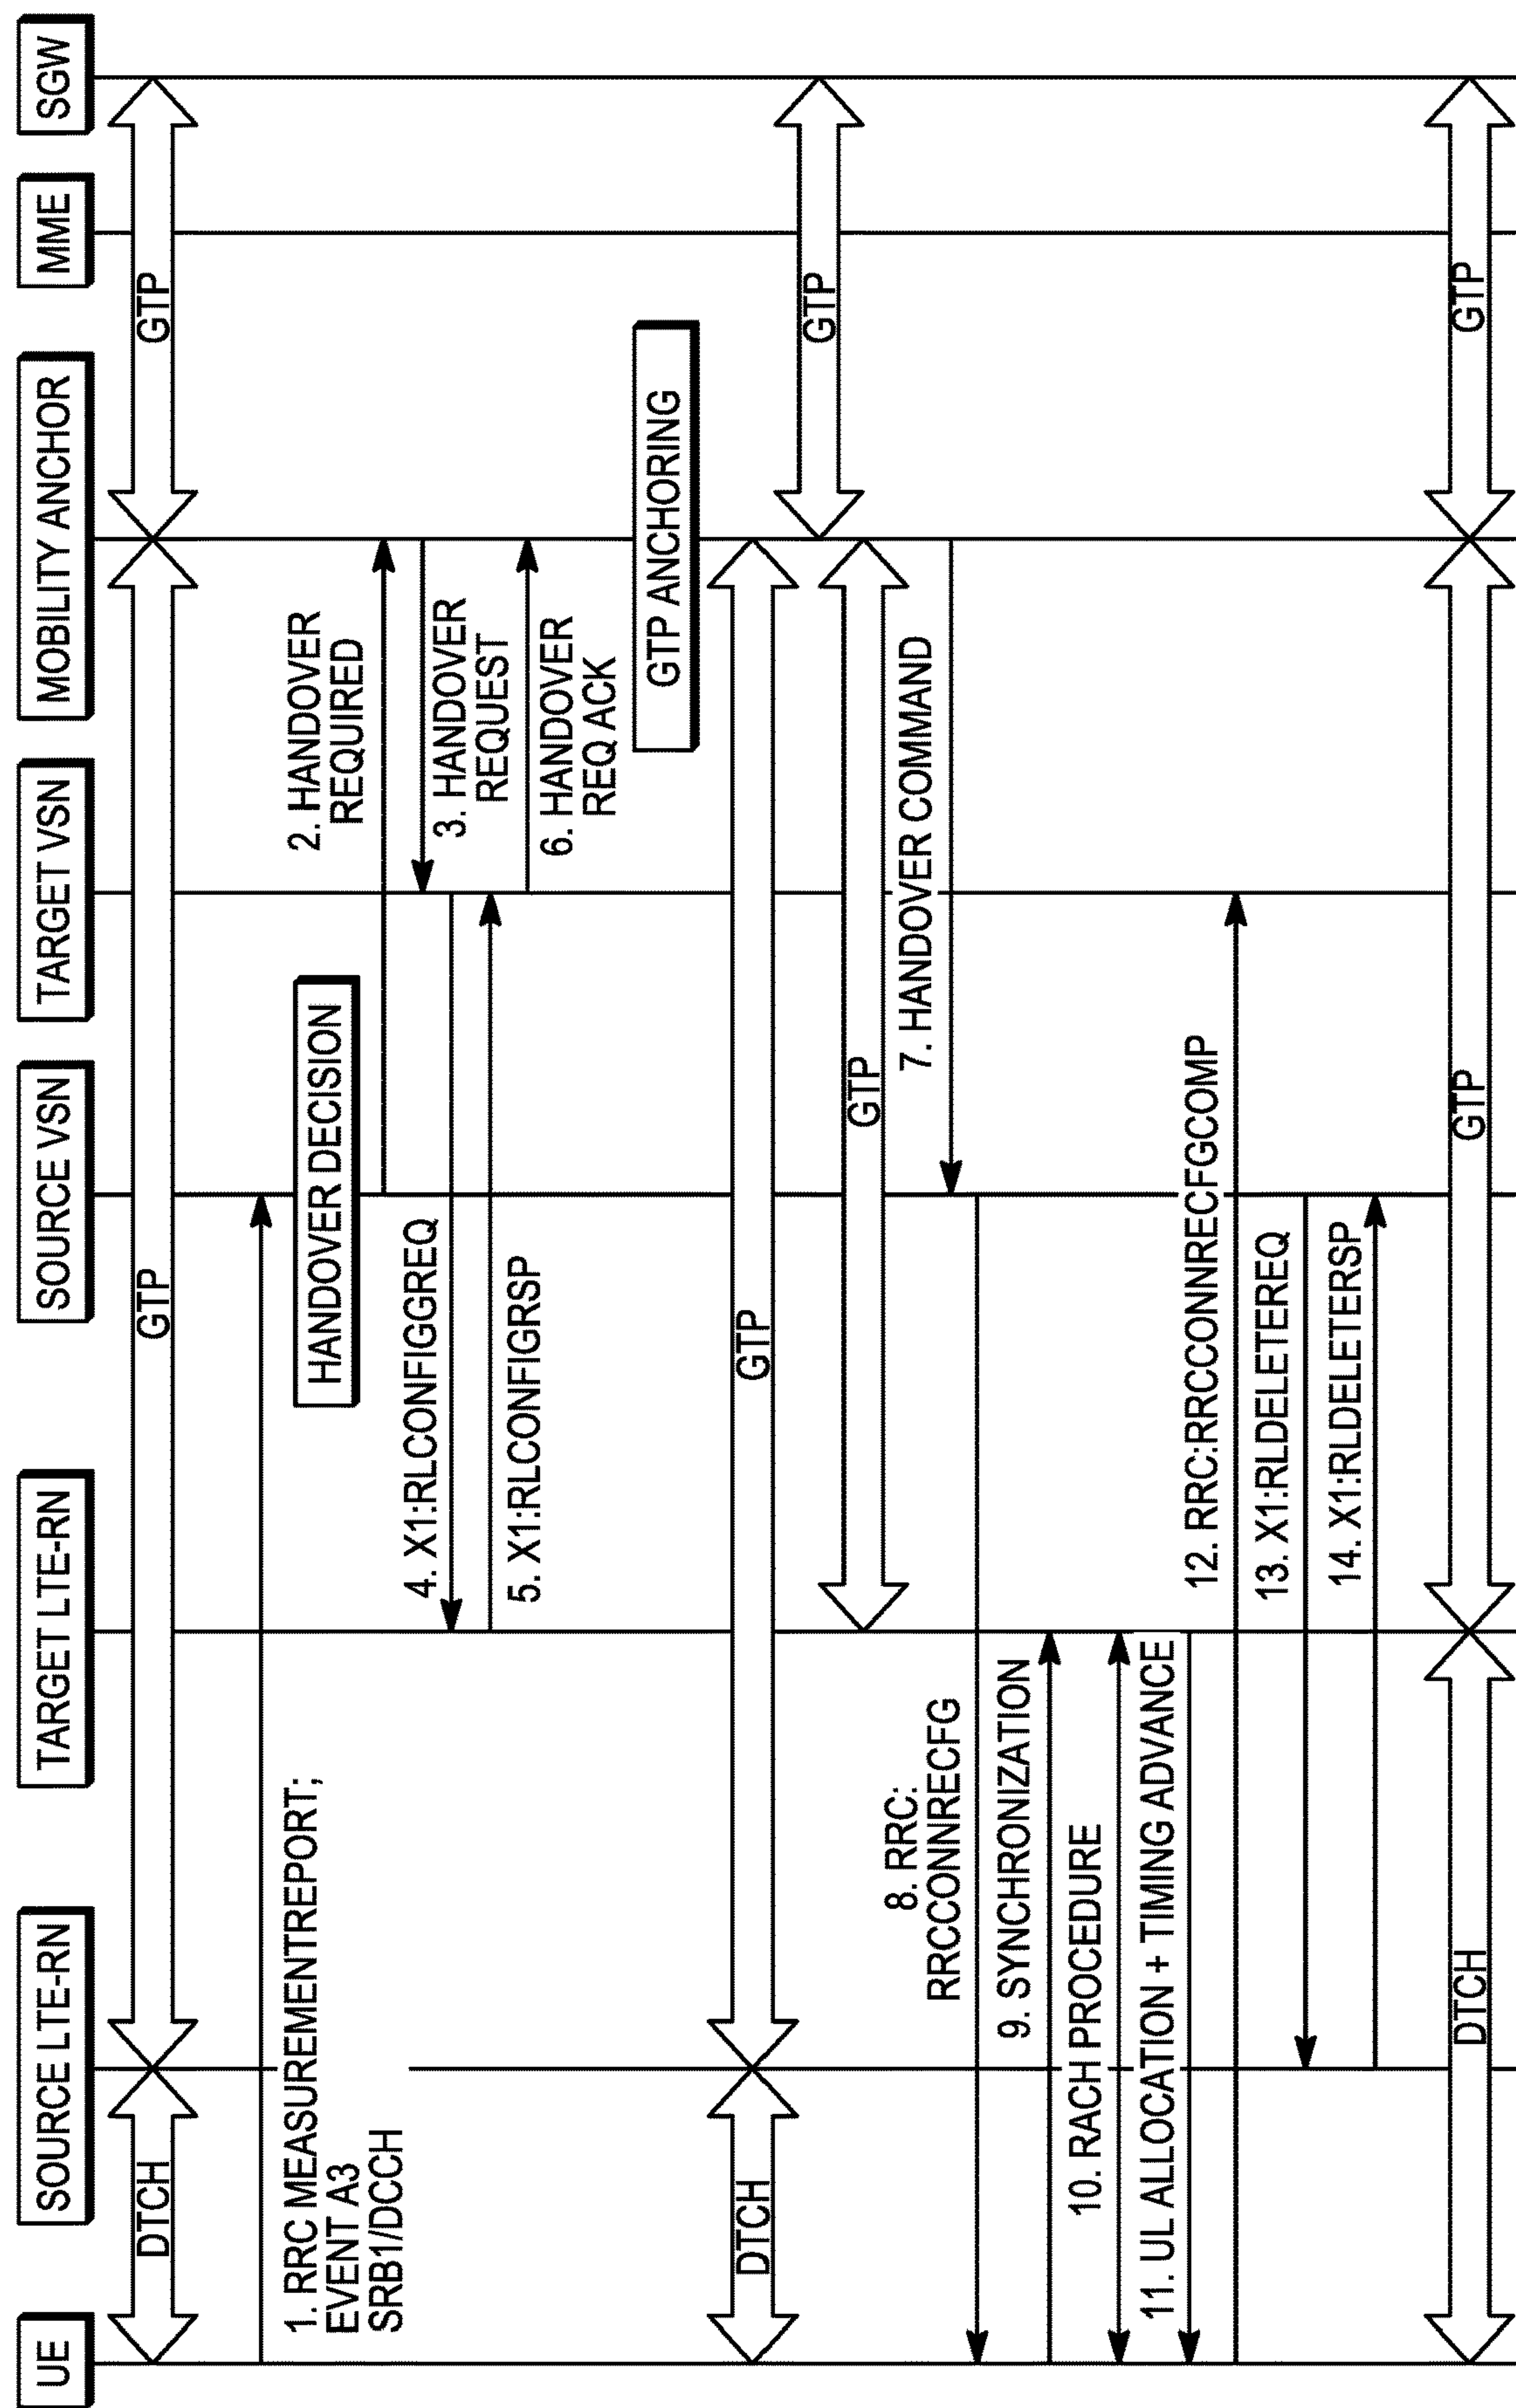 UE
SOURCE LTE-RN
TARGET LTE-RN
SOURCE VSN
TARGET VSN
MOBILITY ANCHOR
MME
SGW
DTCH
GTP
GTP
1. RRC MEASUREMENTREPORT;
EVENT A3
SRB1/DCCH
HANDOVER DECISION
2. HANDOVER
REQUIRED
3. HANDOVER
REQUEST
4. X1:RLCONFIGGREQ
5. X1:RLCONFIGRSP
6. HANDOVER
REQ ACK
GTP ANCHORING
DTCH
GTP
GTP
GTP
7. HANDOVER COMMAND
8. RRC:
RRCCONNRECFG
9. SYNCHRONIZATION
10. RACH PROCEDURE
11. UL ALLOCATION + TIMING ADVANCE
12. RRC:RRCCONNRECFGCOMP
13. X1:RLDELETEREQ
14. X1:RLDELETERSP
DTCH
GTP
GTP